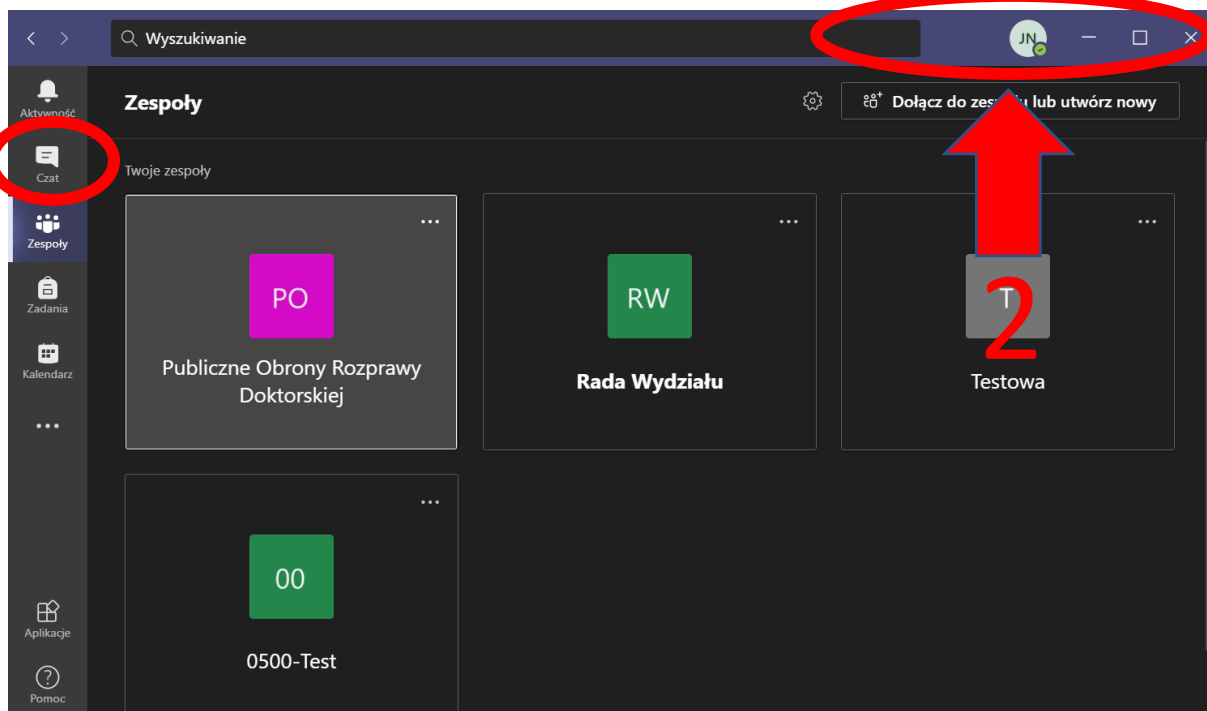 Wyszukiwanie
JN
Aktywność
Zespoły
Dołącz do zespołu lub utwórz nowy
Czat
Twoje zespoły
Zespoły
Zadania
Kalendarz
PO
Publiczne Obrony Rozprawy
Doktorskiej
RW
Rada Wydziału
T
2
Testowa
00
0500-Test
Aplikacje
Pomoc